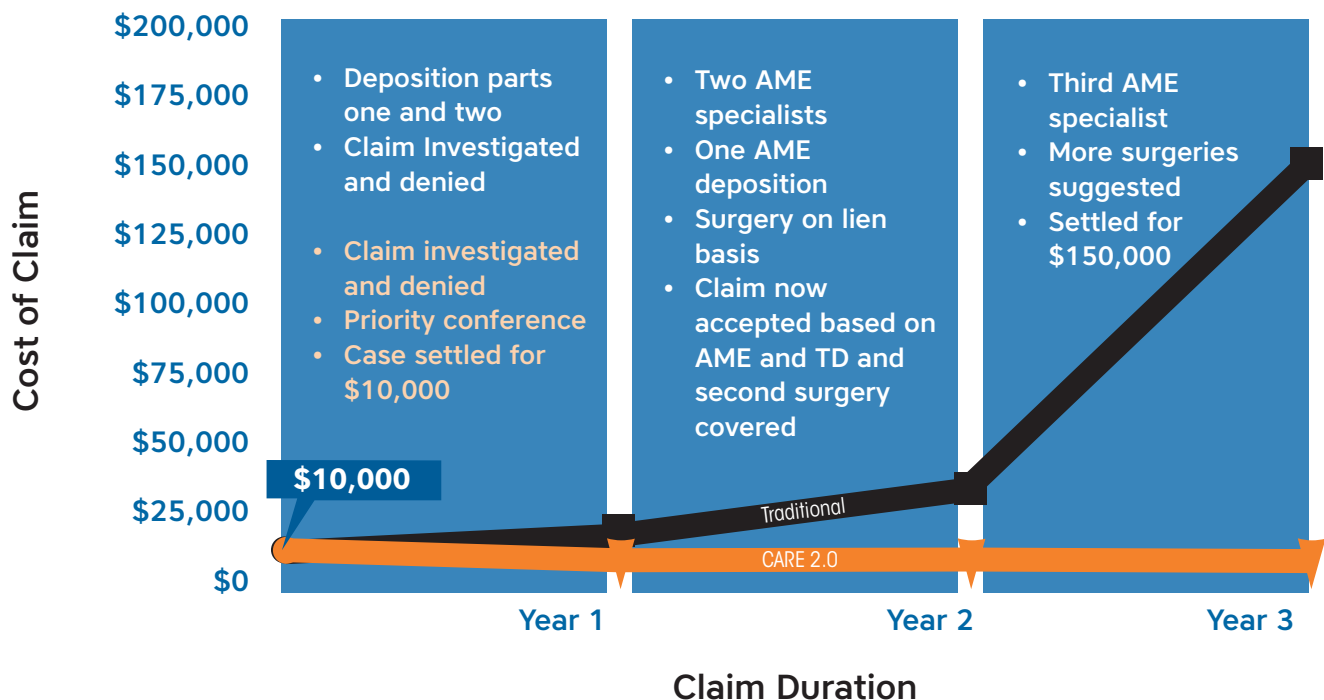 Cost of Claim
$200,000
$175,000
$150,000
$125,000
$100,000
$75,000
$50,000
$25,000
$0
• Deposition parts
one and two
• Claim Investigated
and denied
• Claim investigated
and denied
• Priority conference
• Case settled for
$10,000
• Two AME
specialists
• One AME
deposition
• Surgery on lien
basis
• Claim now
accepted based on
AME and TD and
second surgery
covered
• Third AME
specialist
• More surgeries
suggested
• Settled for
$150,000
$10,000
Traditional
CARE 2.0
Year 1
Year 2
Year 3
Claim Duration